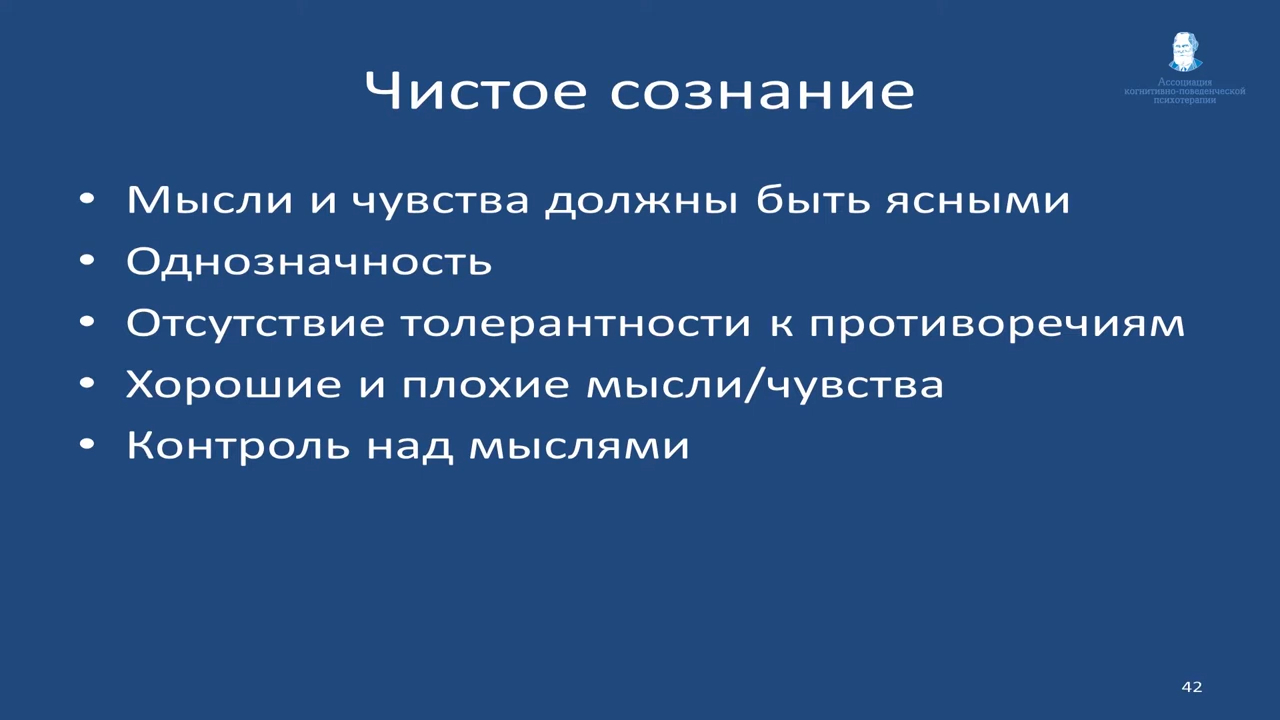 Чистое сознание
Ассоциация
когнитивно-поведенческой
психотерапии
• Мысли и чувства должны быть ясными
• Однозначность
• Отсутствие толерантности к противоречиям
• Хорошие и плохие мысли/чувства
• Контроль над мыслями
42